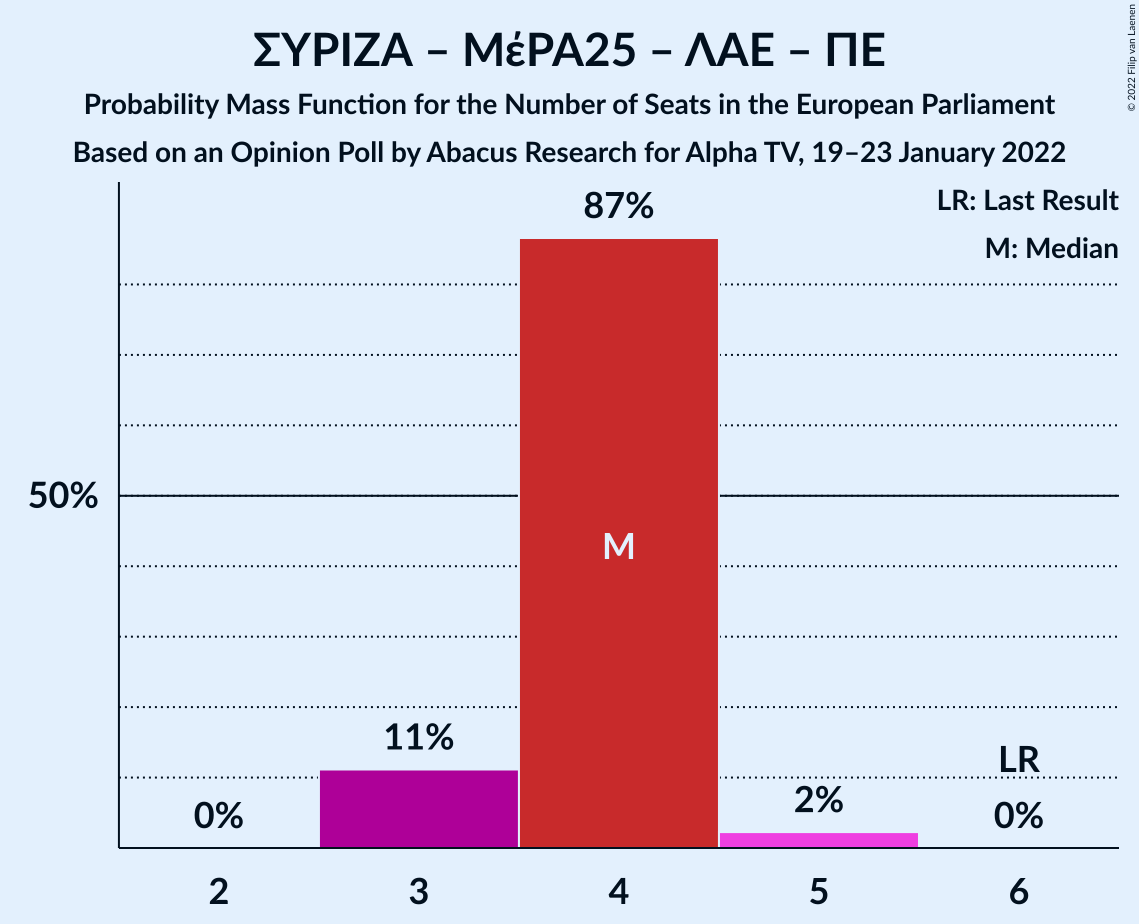 ΣΥΡΙΖΑ – ΜέΡΑ25 – ΛΑΕ – ΠΕ
Probability Mass Function for the Number of Seats in the European Parliament
Based on an Opinion Poll by Abacus Research for Alpha TV, 19–23 January 2022
© 2022 Filip van Laenen
LR: Last Result
M: Median
87%
50%
M
11%
LR
0%
2%
0%
2 3 4 5 6